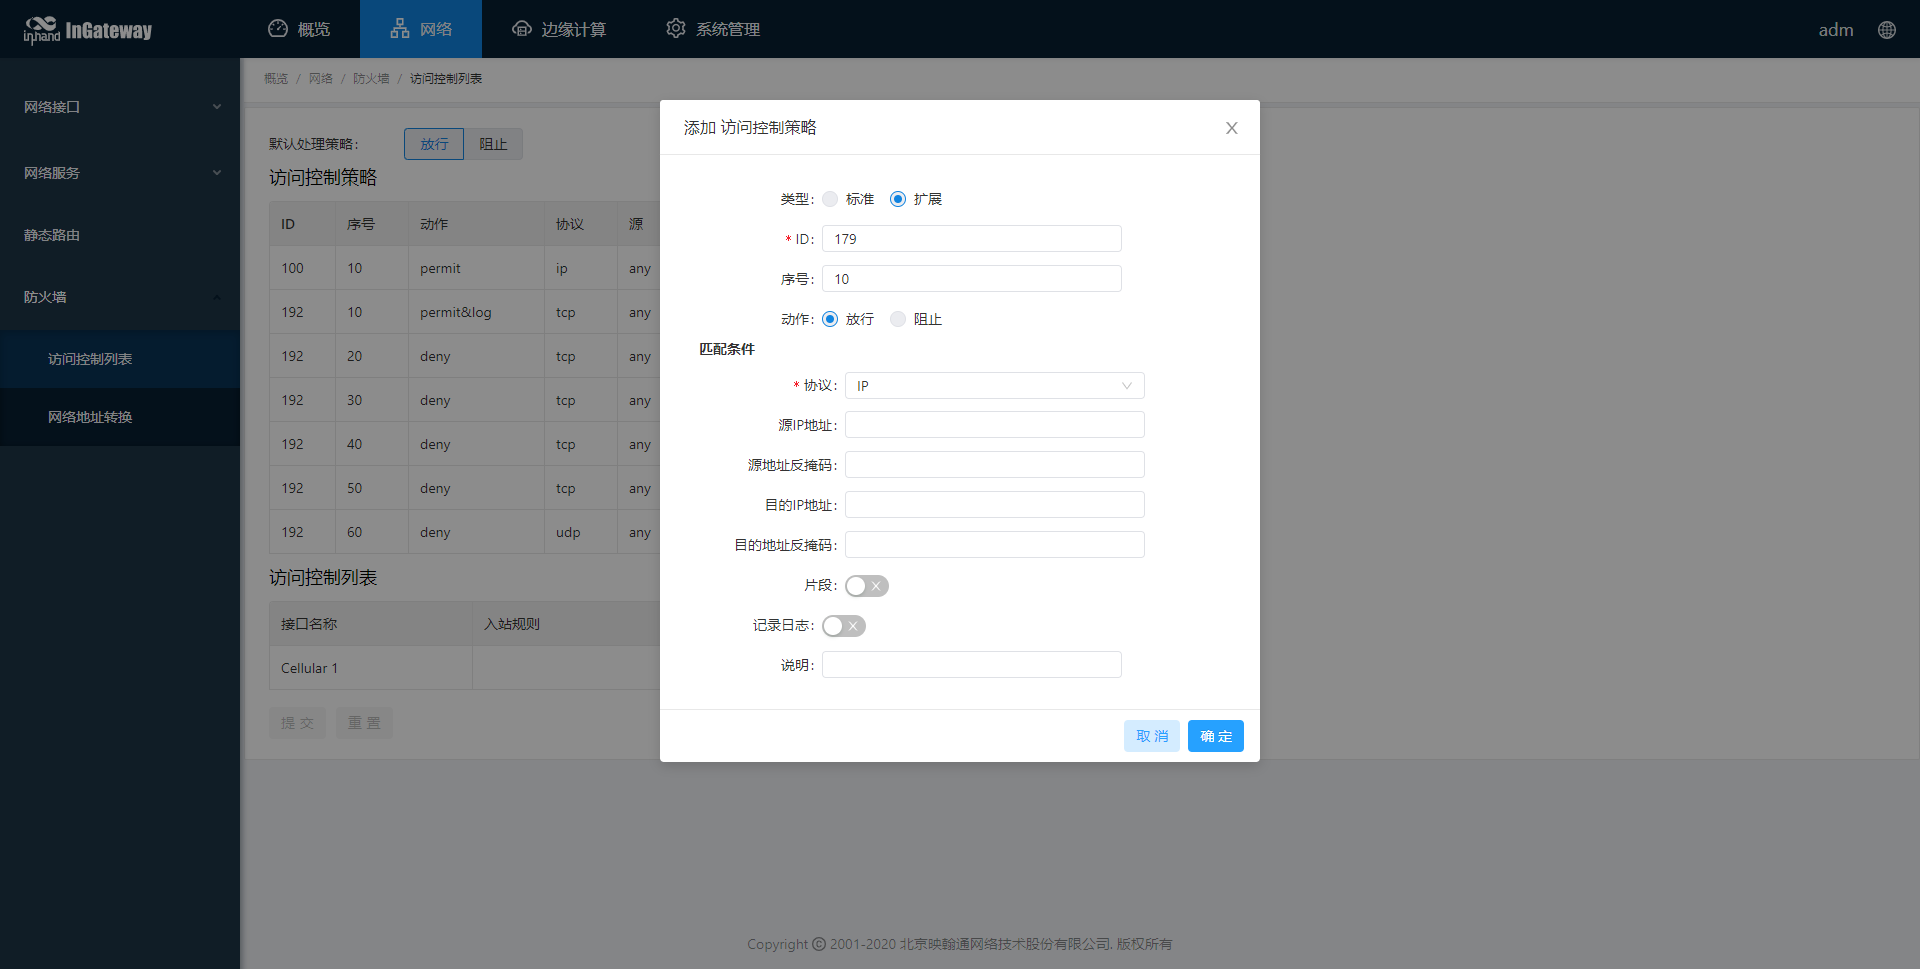 inhand InGateway
概览
网络
边缘计算
系统管理
adm
网络接口
网络服务
静态路由
防火墙
访问控制列表
网络地址转换
概览 / 网络 / 防火墙 / 访问控制列表
默认处理策略:
放行
阻止
访问控制策略
ID 序号 动作 协议 源
100 10 permit ip any
192 10 permit&log tcp any
192 20 deny tcp any
192 30 deny tcp any
192 40 deny tcp any
192 50 deny tcp any
192 60 deny udp any
访问控制列表
接口名称 入站规则
Cellular 1
提 交
重 置
添加 访问控制策略
类型: 标准 扩展
* ID: 179
序号: 10
动作: 放行 阻止
匹配条件
* 协议: IP
源IP地址:
源地址反掩码:
目的IP地址:
目的地址反掩码:
片段:
记录日志:
说明:
取 消
确 定
Copyright © 2001-2020 北京映翰通网络技术股份有限公司. 版权所有